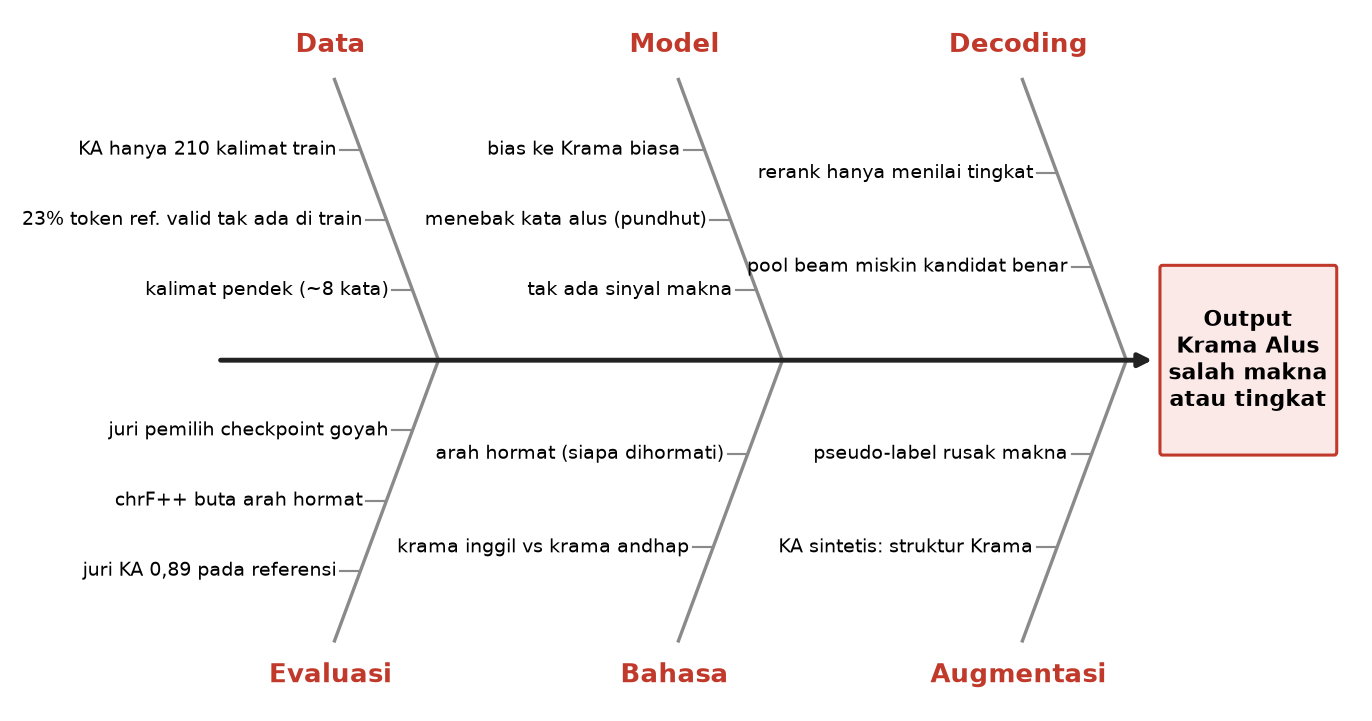 Data
Model
Decoding
KA hanya 210 kalimat train
23% token ref. valid tak ada di train
kalimat pendek (~8 kata)
bias ke Krama biasa
menebak kata alus (pundhut)
tak ada sinyal makna
rerank hanya menilai tingkat
pool beam miskin kandidat benar
Output
Krama Alus
salah makna
atau tingkat
juri pemilih checkpoint goyah
chrF++ buta arah hormat
juri KA 0,89 pada referensi
arah hormat (siapa dihormati)
krama inggil vs krama andhap
pseudo-label rusak makna
KA sintetis: struktur Krama
Evaluasi
Bahasa
Augmentasi